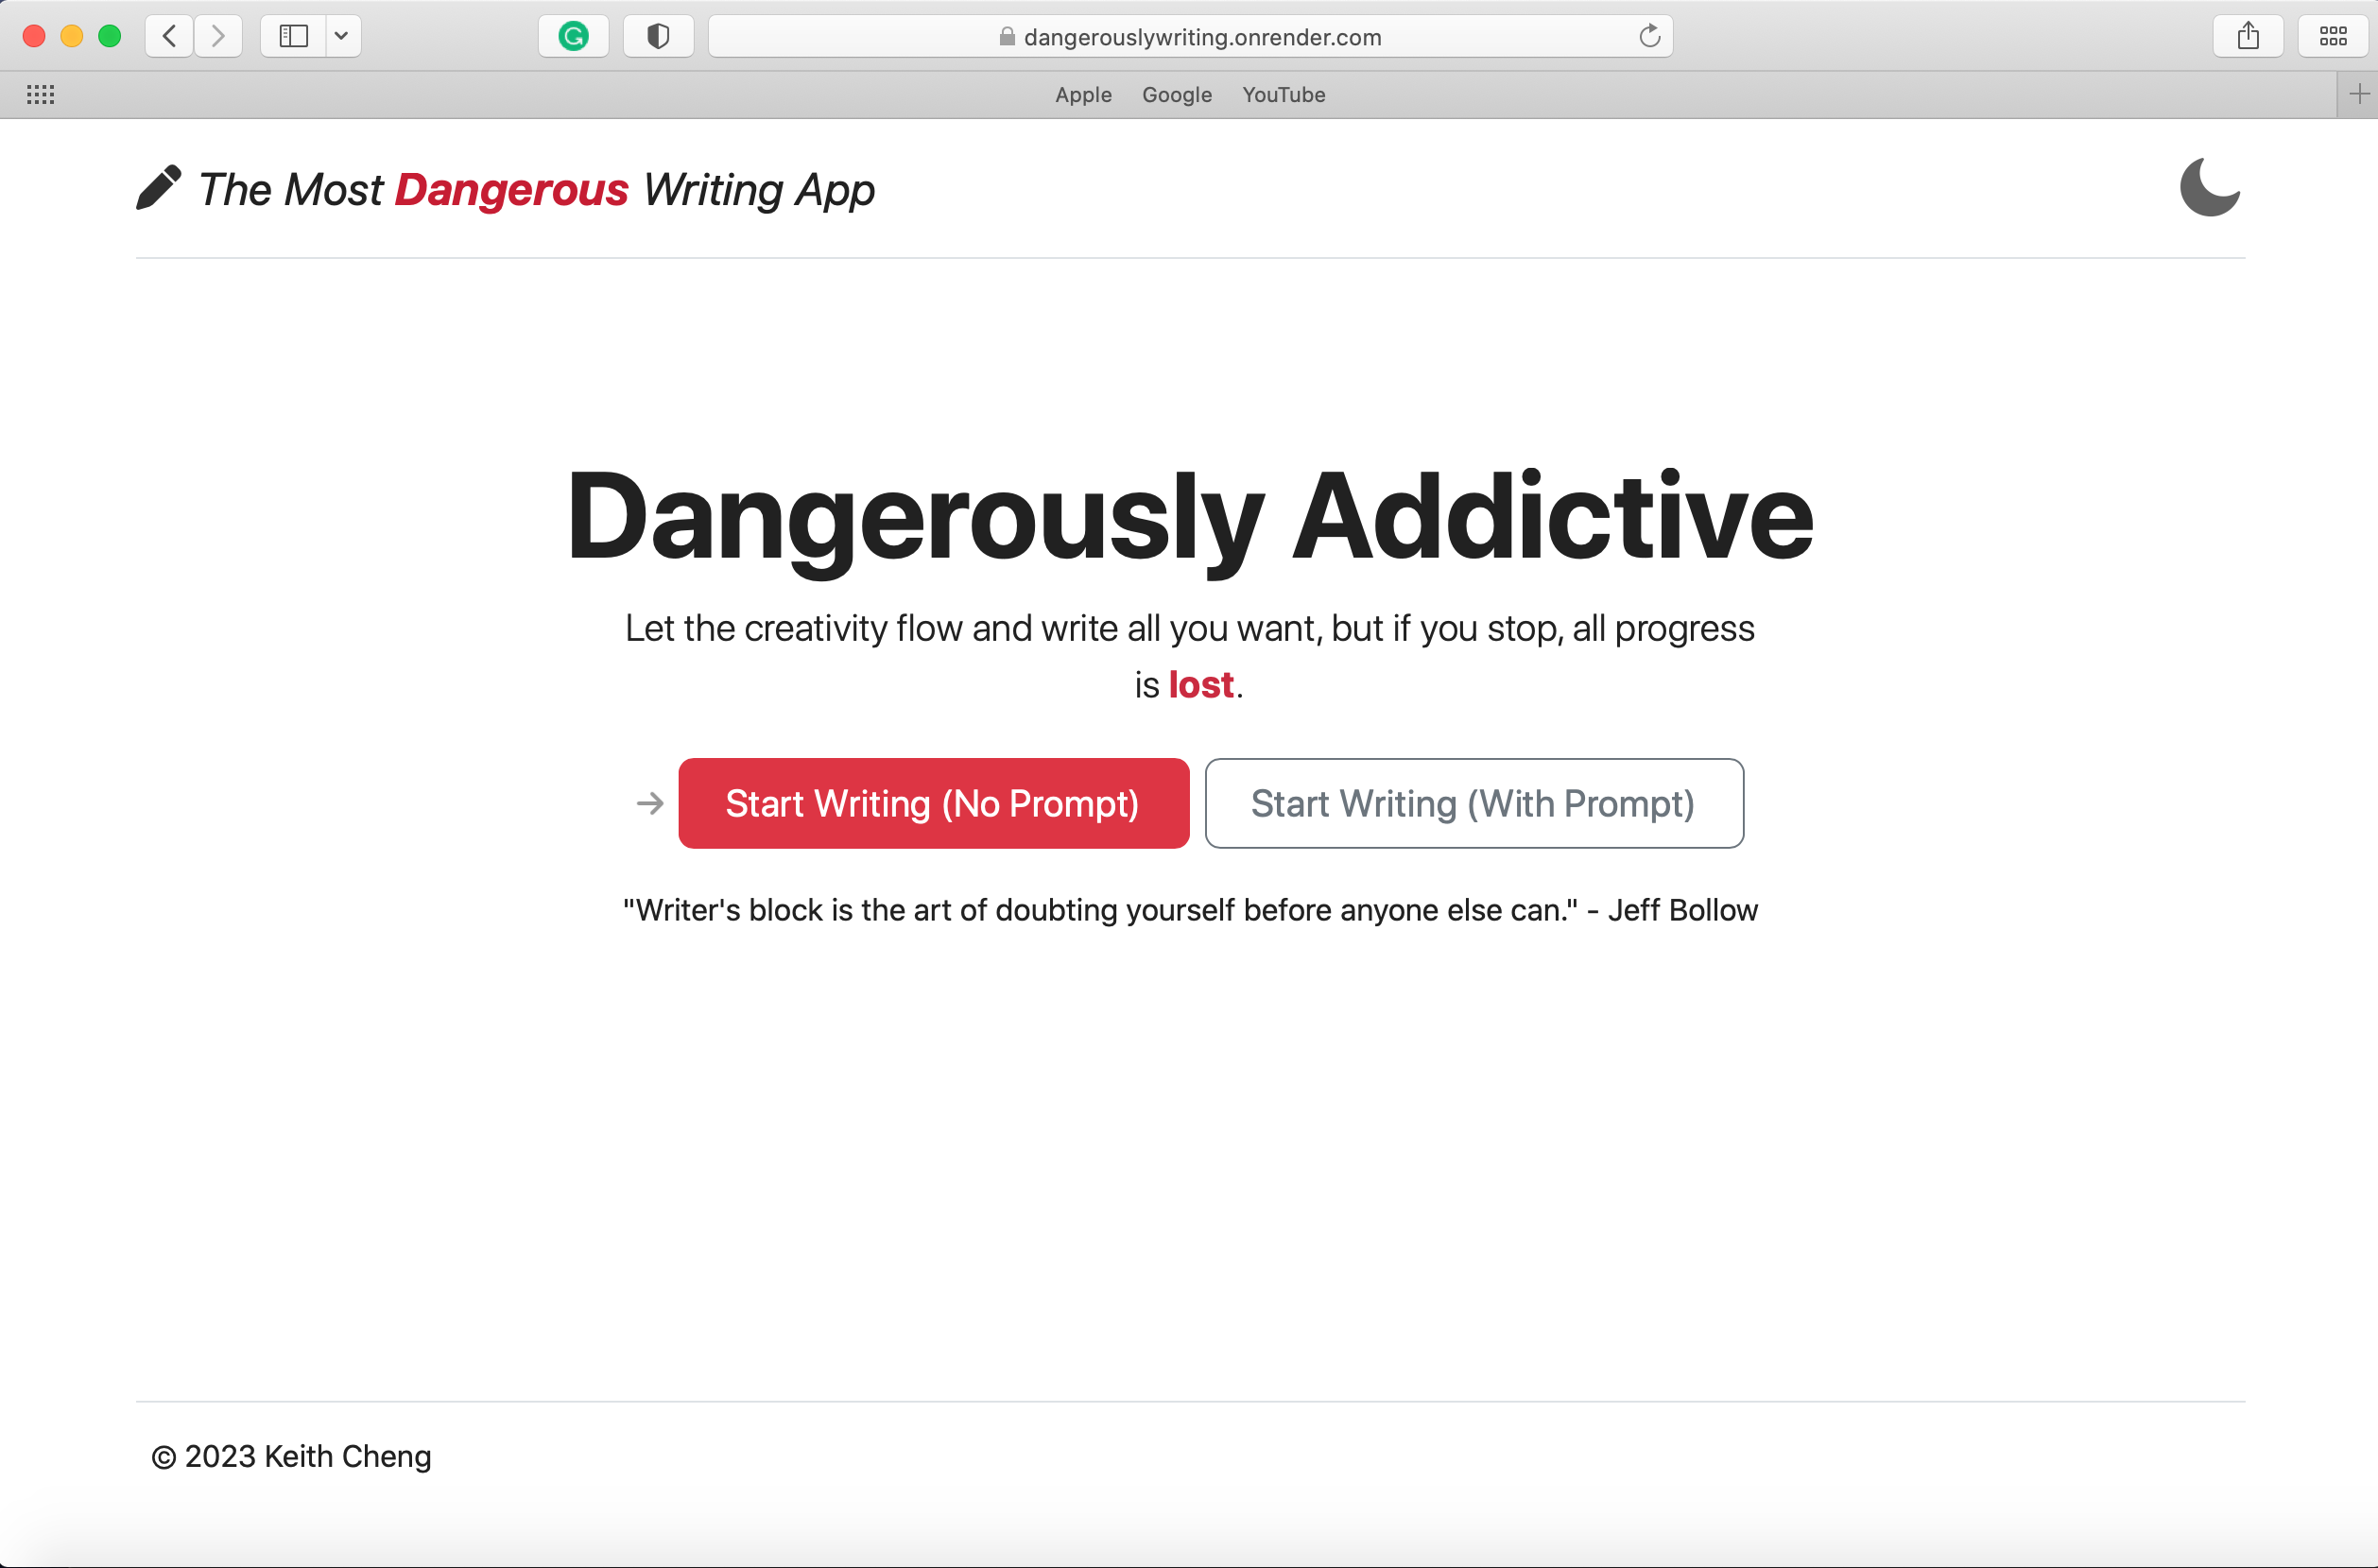 dangerouslywriting.onrender.com
Apple Google YouTube
The Most Dangerous Writing App
Dangerously Addictive
Let the creativity flow and write all you want, but if you stop, all progress
is lost.
→ Start Writing (No Prompt) Start Writing (With Prompt)
"Writer's block is the art of doubting yourself before anyone else can." - Jeff Bollow
© 2023 Keith Cheng